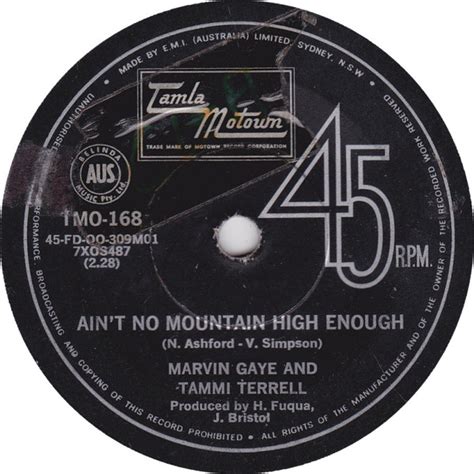 MADE BY E.M.I. (AUSTRALIA) LIMITED, SYDNEY, N.S.W.
UNAUTHORISED
Tamla
Motown
TRADE MARK OF MOTOWN RECORD CORPORATION
45 R.P.M.
BELINDA
AUS
MUSIC Pty. Ltd
TMO-168
45-FD-OO-309M01
7XOS487
(2.28)
AIN'T NO MOUNTAIN HIGH ENOUGH
(N. Ashford - V. Simpson)
MARVIN GAYE AND
TAMMI TERRELL
Produced by H. Fuqua,
J. Bristol
PERFORMANCE, BROADCASTING AND COPYING OF THIS RECORD PROHIBITED
ALL RIGHTS OF THE MANUFACTURER AND OF THE OWNER OF THE RECORDED WORK RESERVED